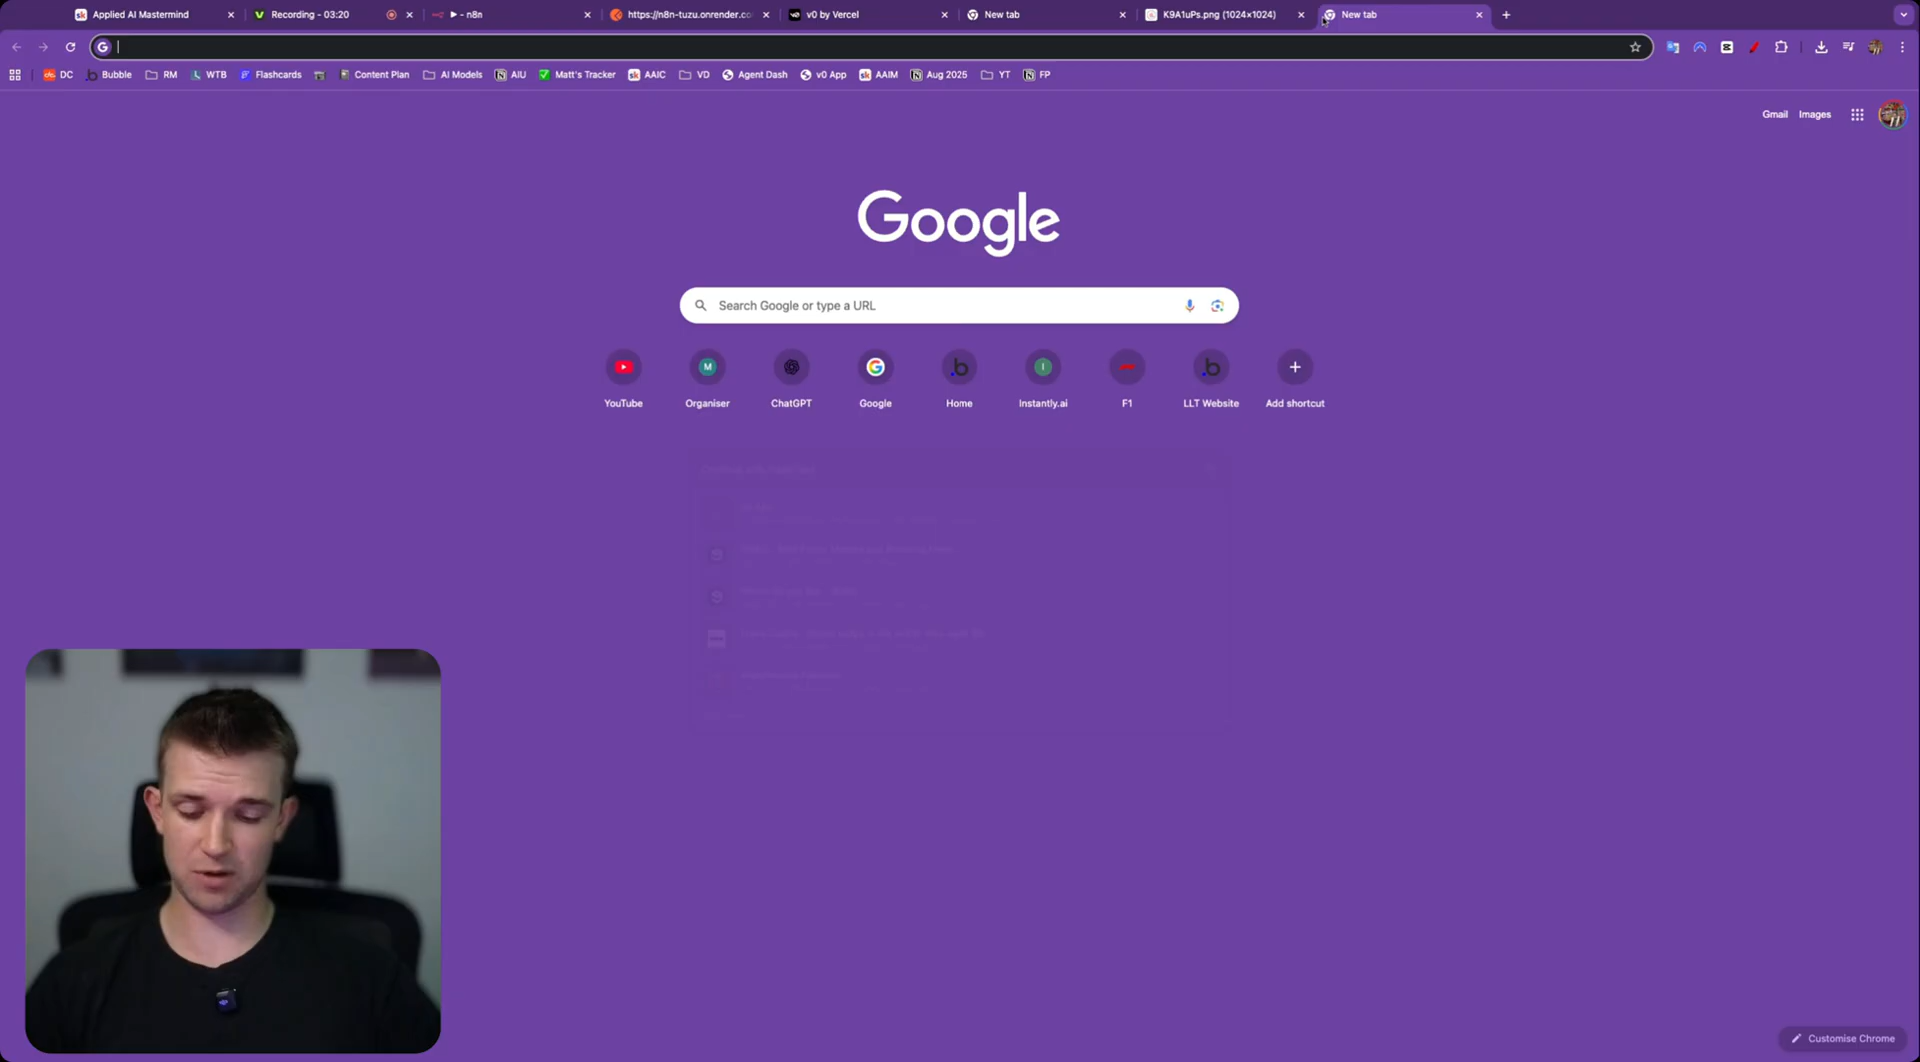 Applied AI Mastermind
Recording - 03:20
▶ - n8n
https://n8n-tuzu.onrender.co
v0 by Vercel
New tab
K9A1uPs.png (1024×1024)
New tab
DC
Bubble
RM
WTB
Flashcards
Content Plan
AI Models
AIU
Matt's Tracker
AAIC
VD
Agent Dash
v0 App
AAIM
Aug 2025
YT
FP
Gmail
Images
Google
Search Google or type a URL
YouTube
Organiser
ChatGPT
Google
Home
Instantly.ai
F1
LLT Website
Add shortcut
Customise Chrome